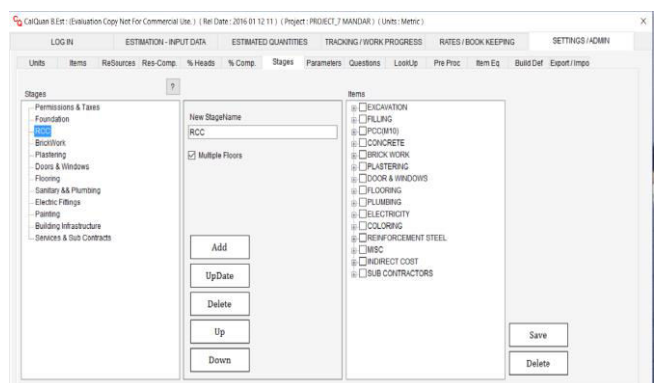 CalQuan B.Est : (Evaluation Copy Not For Commercial Use. ) ( Rel Date : 2016 01 12 11 ) ( Project : PROJECT_7 MANDAR ) ( Units : Metric ) X
LOG IN ESTIMATION - INPUT DATA ESTIMATED QUANTITIES TRACKING / WORK PROGRESS RATES / BOOK KEEPING SETTINGS / ADMIN
Units Items ReSources Res-Comp. % Heads % Comp. Stages Parameters Questions LookUp Pre Proc Item Eq. Build Def Export / Impo
Stages ? Items
Permissions & Taxes
Foundation
RCC
BrickWork
Plastering
Doors & Windows
Flooring
Sanitary && Plumbing
Electric Fittings
Painting
Building Infrastructure
Services & Sub Contracts
New StageName
RCC
Multiple Floors
Add
UpDate
Delete
Up
Down
EXCAVATION
FILLING
PCC(M10)
CONCRETE
BRICK WORK
PLASTERING
DOOR & WINDOWS
FLOORING
PLUMBING
ELECTRICITY
COLORING
REINFORCEMENT STEEL
MISC
INDIRECT COST
SUB CONTRACTORS
Save
Delete